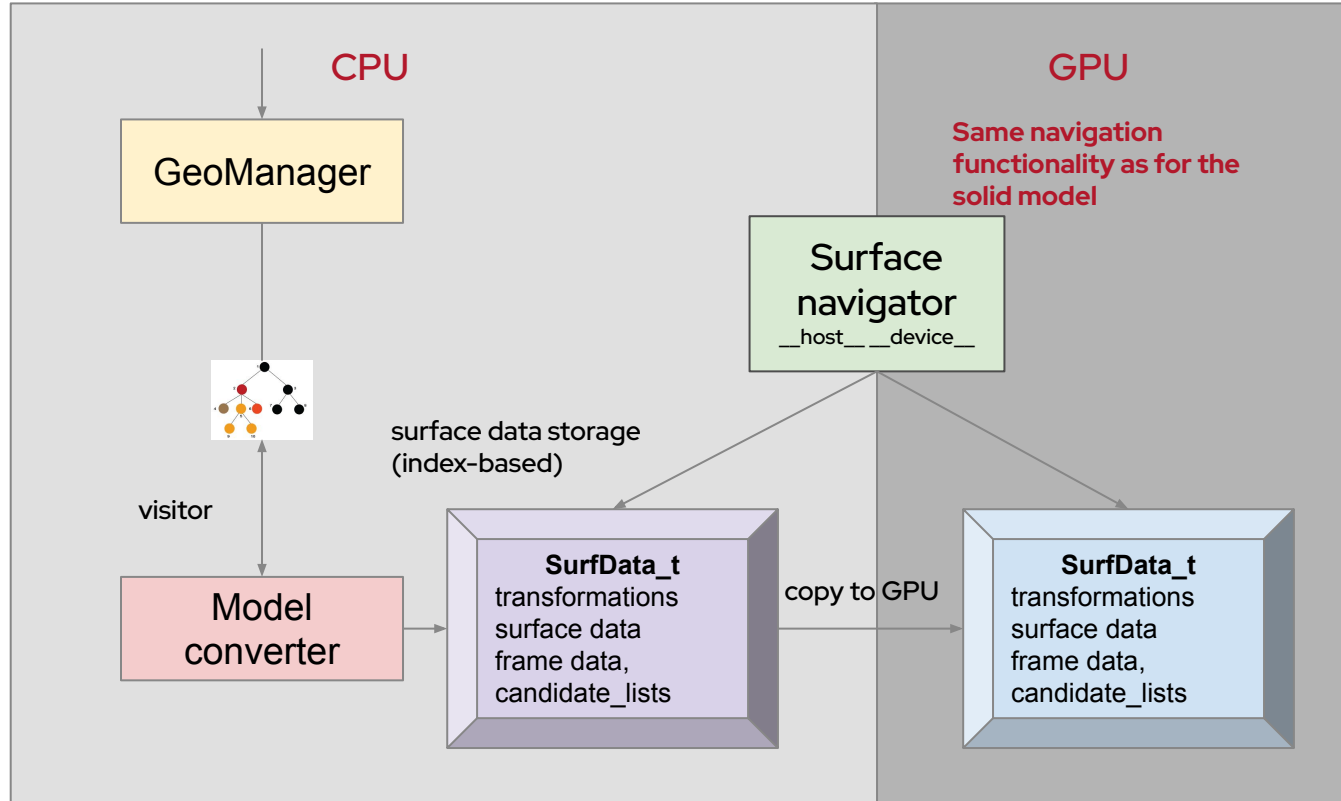 CPU
GPU
GeoManager
Same navigation
functionality as for the
solid model
Surface
navigator
__host__ __device__
surface data storage
(index-based)
visitor
Model
converter
SurfData_t
transformations
surface data
frame data,
candidate_lists
copy to GPU
SurfData_t
transformations
surface data
frame data,
candidate_lists